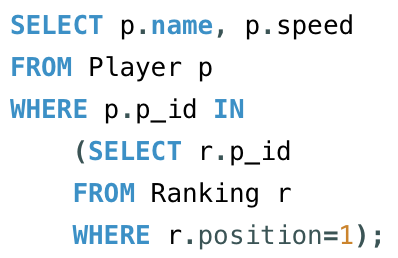 SELECT p.name, p.speed
FROM Player p
WHERE p.p_id IN
    (SELECT r.p_id
    FROM Ranking r
    WHERE r.position=1);